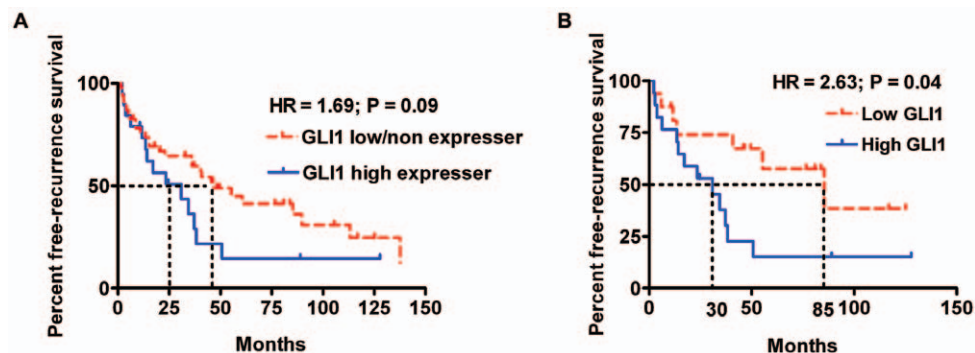 A
Percent free-recurrence survival
100
50
0
HR = 1.69; P = 0.09
GLI1 low/non expresser
GLI1 high expresser
0 25 50 75 100 125 150
Months
B
Percent free-recurrence survival
100
75
50
25
0
HR = 2.63; P = 0.04
Low GLI1
High GLI1
0 30 50 85 100 150
Months